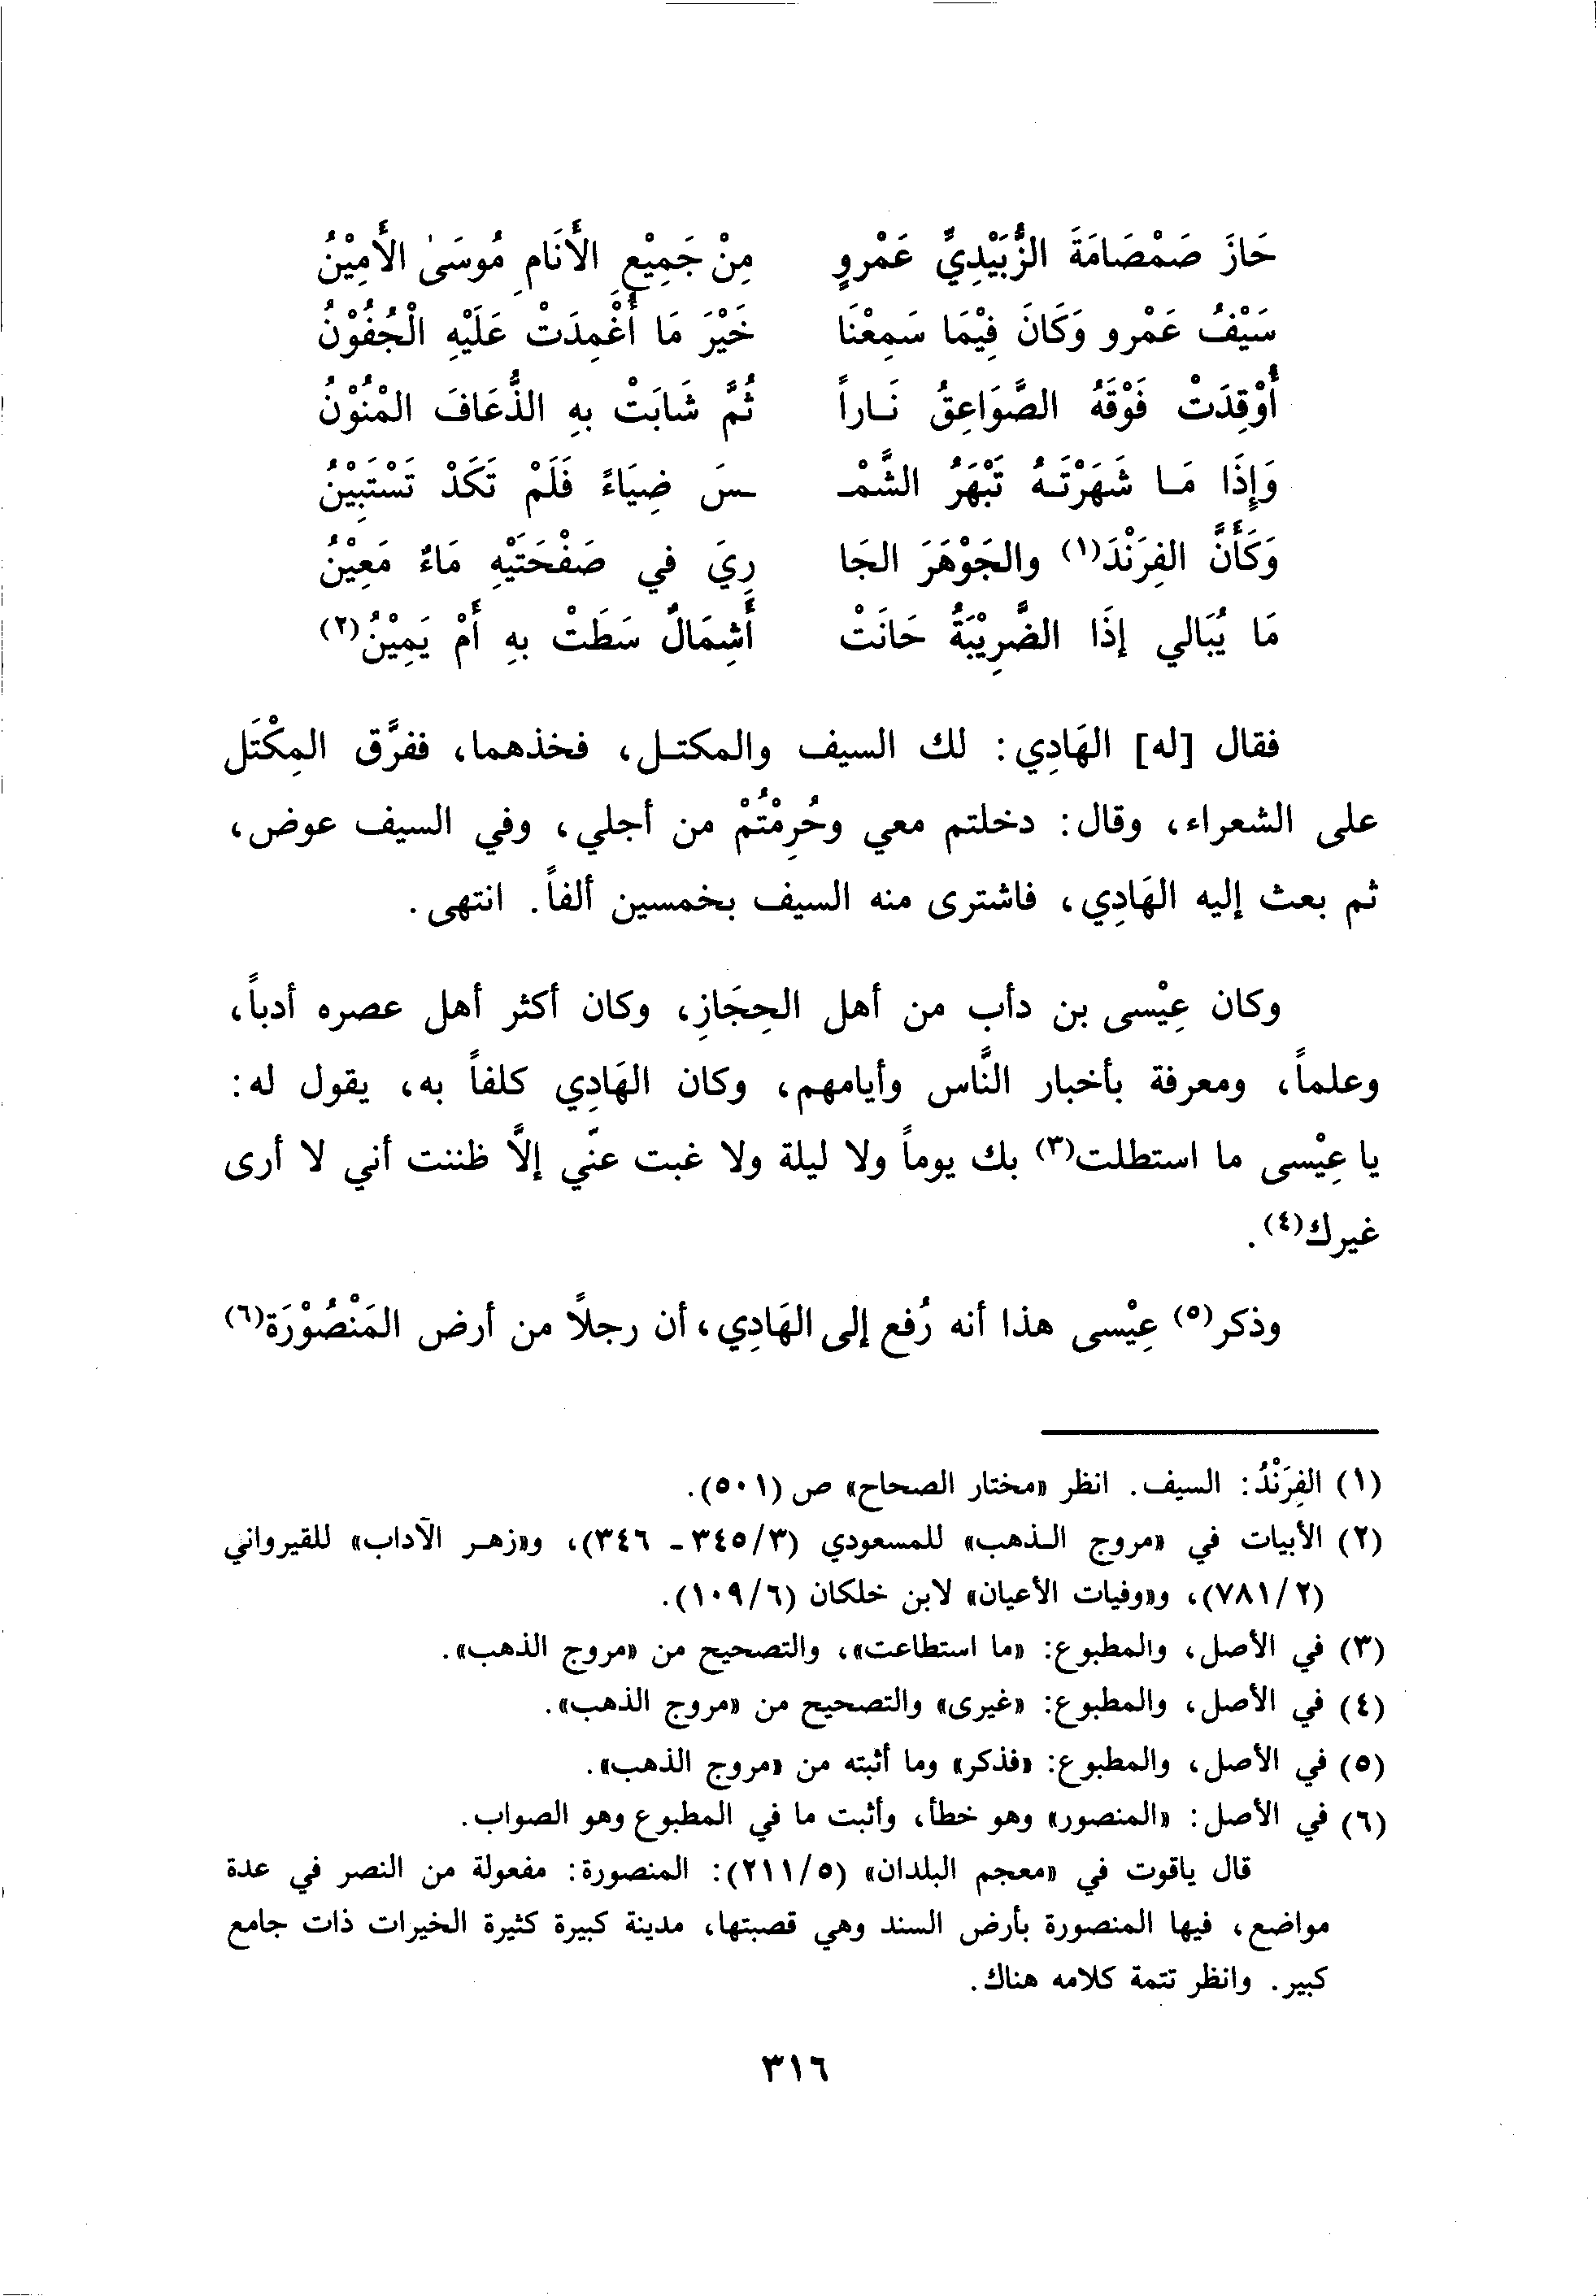 حَازَ صَمْصَامَةَ الزُّبَيْدِيِّ عَمْرٍو مِنْ جَمِيْعِ الأَنَامِ مُوسَىٰ الأَمِيْنُ
سَيْفُ عَمْرو وَكَانَ فِيْمَا سَمِعْنَا خَيْرَ مَا أُغْمِدَتْ عَلَيْهِ الْجُفُوْنُ
أُوْقِدَتْ فَوْقَهُ الصَّوَاعِقُ نَـاراً ثُمَّ شَابَتْ بهِ الذُّعَافَ المْنُوْنُ
وَإِذَا مَـا شَهَرْتَـهُ تَبْهَرُ الشَّمْـ ـسَ ضِيَاءً فَلَمْ تَكَدْ تَسْتَبِيْنُ
وَكَأَنَّ الفِرَنْدَ(١) والجَوْهَرَ الجَا رِيَ في صَفْحَتَيْهِ مَاءٌ مَعِيْنُ
مَا يُبَالي إذَا الضَّرِيْبَةُ حَانَتْ أَشِمَالٌ سَطَتْ بهِ أَمْ يَمِيْنُ(٢)
فقال [له] الهَادِي: لك السيف والمكتـل، فخذهما، ففرَّق المِكْتَل
على الشعراء، وقال: دخلتم معي وحُرِمْتُمْ من أجلي، وفي السيف عوض،
ثم بعث إليه الهَادِي، فاشترى منه السيف بخمسين ألفاً. انتهى.
وكان عِيْسى بن دأب من أهل الحِجَازِ، وكان أكثر أهل عصره أدباً،
وعلماً، ومعرفة بأخبار النَّاس وأيامهم، وكان الهَادِي كلفاً به، يقول له:
يا عِيْسى ما استطلت(٣) بك يوماً ولا ليلة ولا غبت عنّي إلاَّ ظننت أني لا أرى
غيرك(٤).
وذكر(٥) عِيْسى هذا أنه رُفع إلى الهَادِي، أن رجلاً من أرض المَنْصُوْرَة(٦)
(١) الفِرَنْدُ: السيف. انظر «مختار الصحاح» ص (٥٠١).
(٢) الأبيات في «مروج الـذهب» للمسعودي (٣/٣٤٥ - ٣٤٦)، و«زهـر الآداب» للقيرواني
(٢/٧٨١)، و«وفيات الأعيان» لابن خلكان (٦/١٠٩).
(٣) في الأصل، والمطبوع: «ما استطاعت»، والتصحيح من «مروج الذهب».
(٤) في الأصل، والمطبوع: «غيرى» والتصحيح من «مروج الذهب».
(٥) في الأصل، والمطبوع: «فذكر» وما أثبته من «مروج الذهب».
(٦) في الأصل: «المنصور» وهو خطأ، وأثبت ما في المطبوع وهو الصواب.
قال ياقوت في «معجم البلدان» (٥/٢١١): المنصورة: مفعولة من النصر في عدة
مواضع، فيها المنصورة بأرض السند وهي قصبتها، مدينة كبيرة كثيرة الخيرات ذات جامع
كبير. وانظر تتمة كلامه هناك.
٣١٦